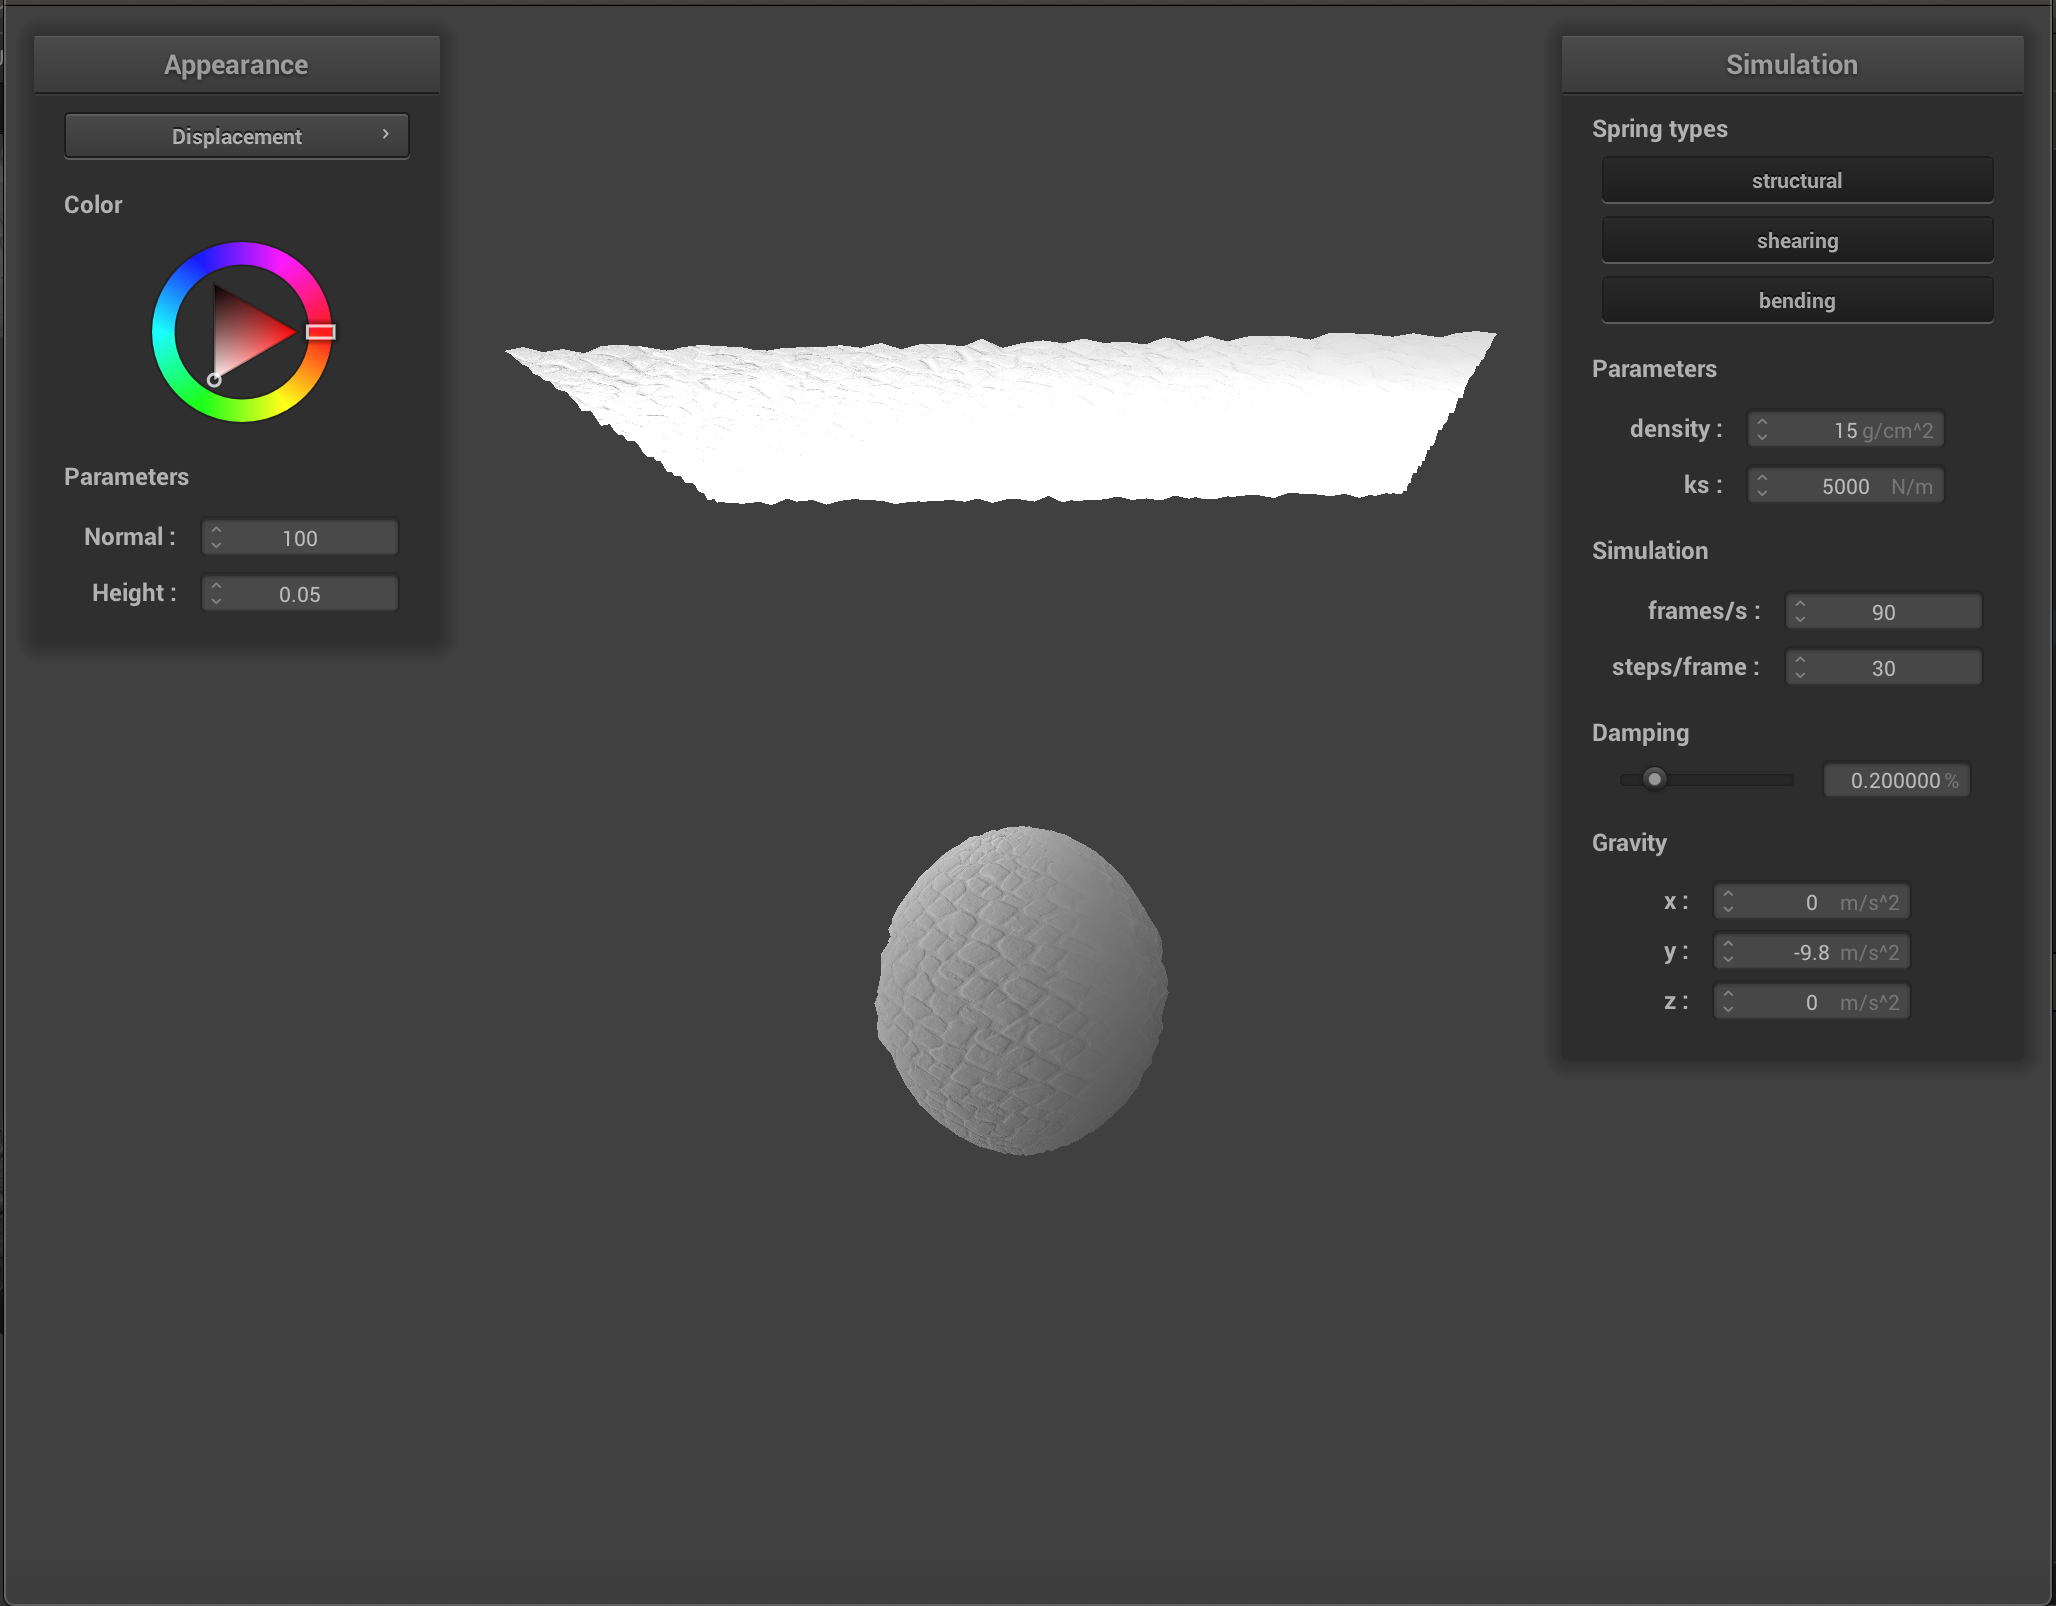 Appearance
Displacement
Color
Parameters
Normal : 100
Height : 0.05
Simulation
Spring types
structural
shearing
bending
Parameters
density : 15 g/cm^2
ks : 5000 N/m
Simulation
frames/s : 90
steps/frame : 30
Damping
0.200000 %
Gravity
x : 0 m/s^2
y : -9.8 m/s^2
z : 0 m/s^2